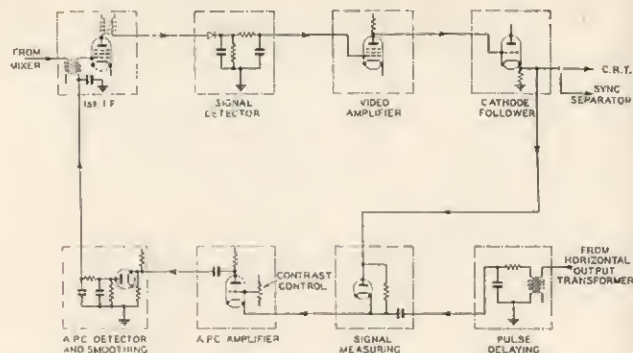 FROM
MIXER
1st I F
SIGNAL
DETECTOR
VIDEO
AMPLIFIER
CATHODE
FOLLOWER
C.R.T.
SYNC
SEPARATOR
A.P.C DETECTOR
AND SMOOTHING
A.P.C AMPLIFIER
CONTRAST
CONTROL
SIGNAL
MEASURING
PULSE
DELAYING
FROM
HORIZONTAL
OUTPUT
TRANSFORMER